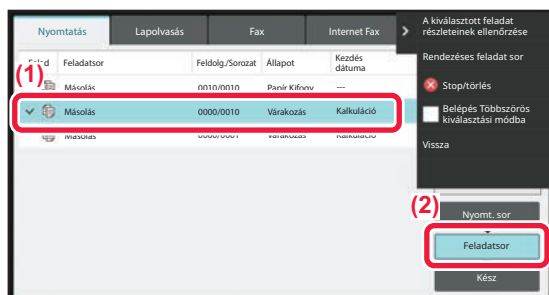 Nyomtatás Lapolvasás Fax Internet Fax
Feladatsor Feldolg./Sorozat Állapot Kezdés dátuma
(1)
Másolás 0010/0010 Papír Kifogy ---
Másolás 0000/0010 Várakozás Kalkuláció
Másolás 0000/0001 Várakozás Kalkuláció
A kiválasztott feladat
részleteinek ellenőrzése
Rendezéses feladat sor
Stop/törlés
Belépés Többszörös
kiválasztási módba
Vissza
(2)
Nyomt. sor
Feladatsor
Kész